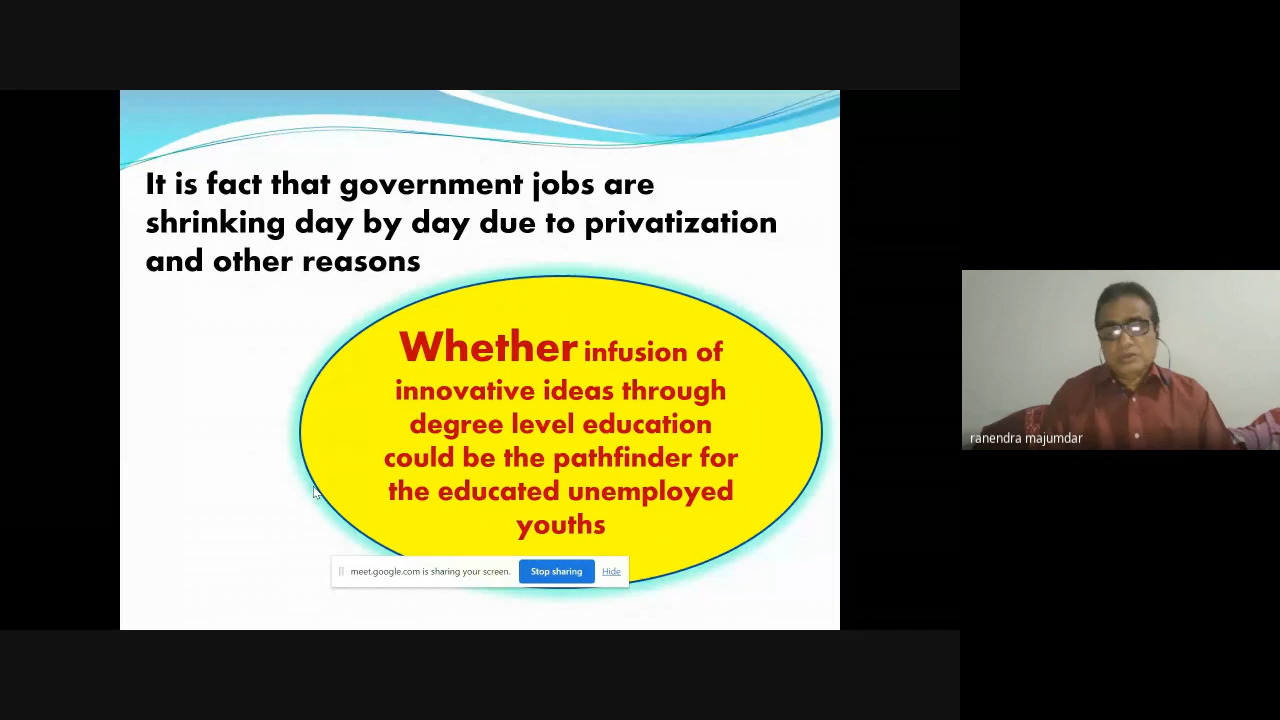 It is fact that government jobs are
shrinking day by day due to privatization
and other reasons
Whether infusion of
innovative ideas through
degree level education
could be the pathfinder for
the educated unemployed
youths
meet.google.com is sharing your screen. Stop sharing Hide
ranendra majumdar